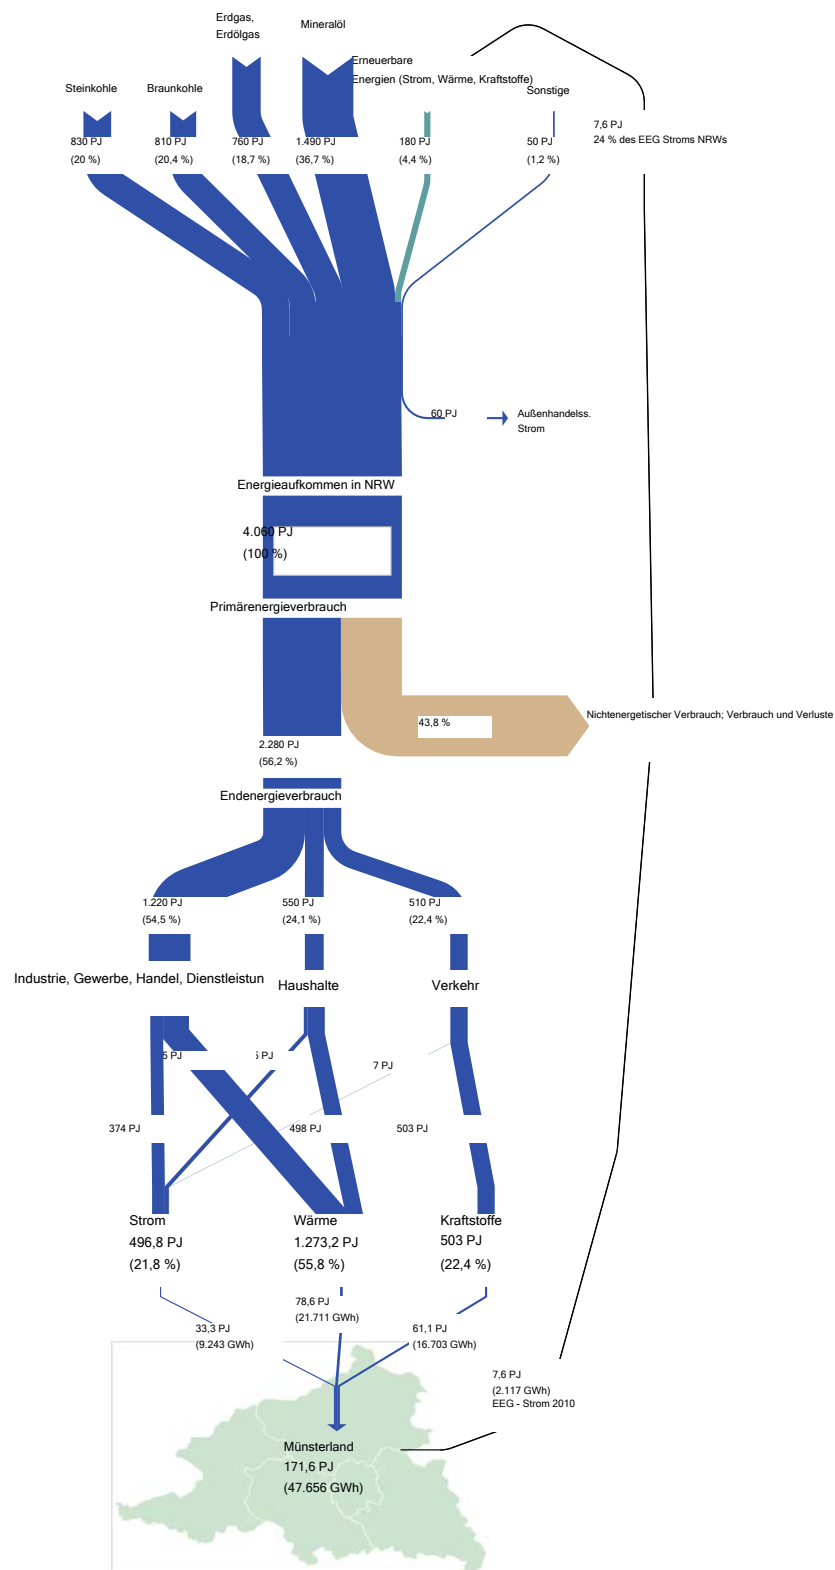 Erdgas,
Erdölgas
Mineralöl
Erneuerbare
Energien (Strom, Wärme, Kraftstoffe)
Steinkohle
Braunkohle
Sonstige
830 PJ
(20 %)
810 PJ
(20,4 %)
760 PJ
(18,7 %)
1.490 PJ
(36,7 %)
180 PJ
(4,4 %)
50 PJ
(1,2 %)
7,6 PJ
24 % des EEG Stroms NRWs
60 PJ
Außenhandelss.
Strom
Energieaufkommen in NRW
4.060 PJ
(100 %)
Primärenergieverbrauch
43,8 %
Nichtenergetischer Verbrauch; Verbrauch und Verluste
2.280 PJ
(56,2 %)
Endenergieverbrauch
1.220 PJ
(54,5 %)
550 PJ
(24,1 %)
510 PJ
(22,4 %)
Industrie, Gewerbe, Handel, Dienstleistun
Haushalte
Verkehr
5 PJ
PJ
7 PJ
374 PJ
498 PJ
503 PJ
Strom
496,8 PJ
(21,8 %)
Wärme
1.273,2 PJ
(55,8 %)
Kraftstoffe
503 PJ
(22,4 %)
33,3 PJ
(9.243 GWh)
78,6 PJ
(21.711 GWh)
61,1 PJ
(16.703 GWh)
7,6 PJ
(2.117 GWh)
EEG - Strom 2010
Münsterland
171,6 PJ
(47.656 GWh)